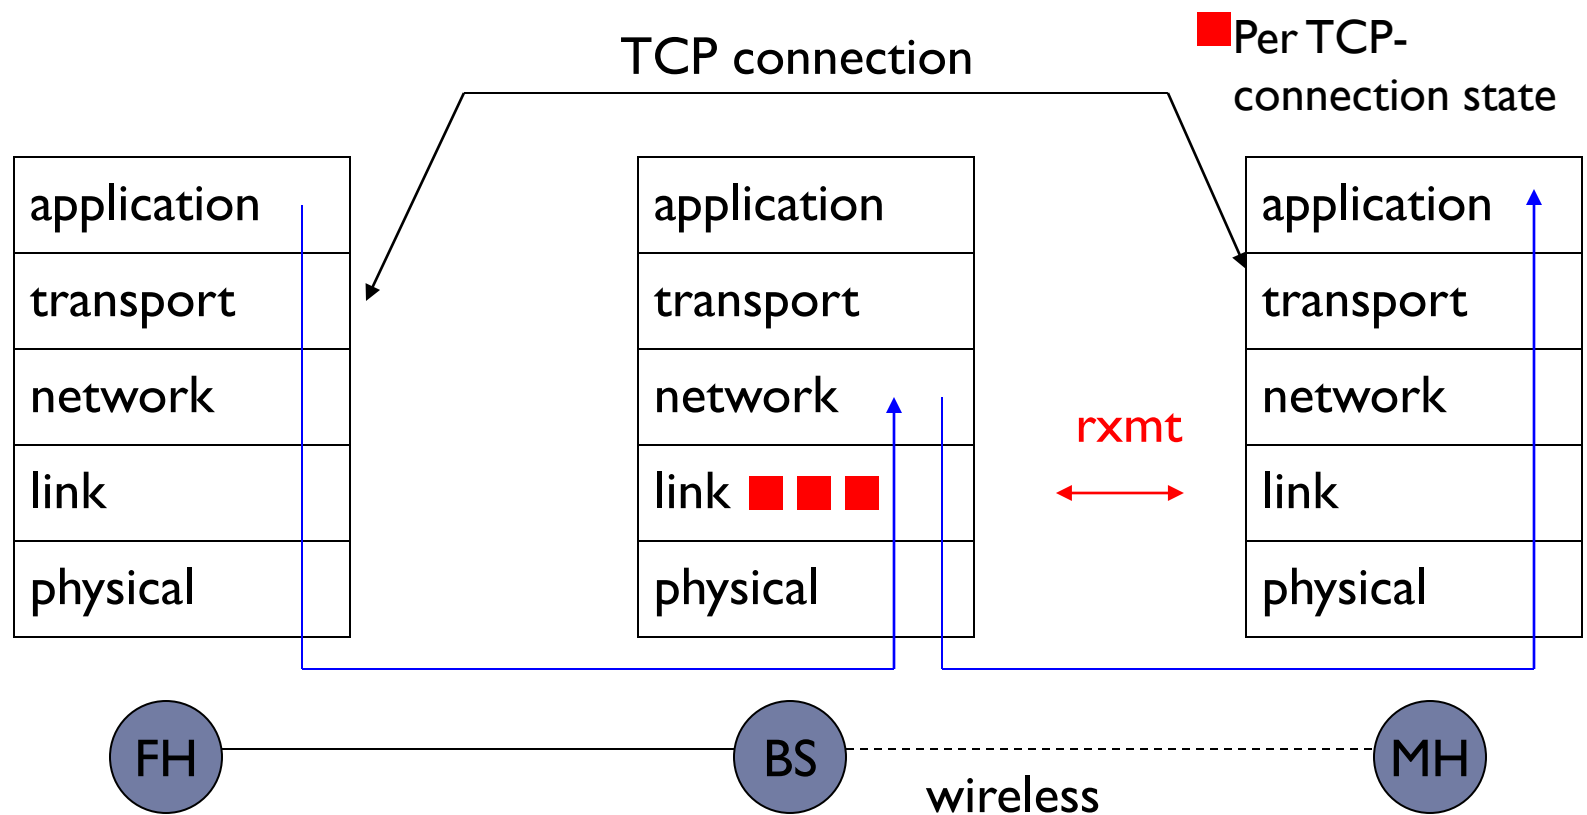 TCP connection
Per TCP-
connection state
application
transport
network
link
physical
application
transport
network
link
physical
rxmt
application
transport
network
link
physical
FH
BS
MH
wireless